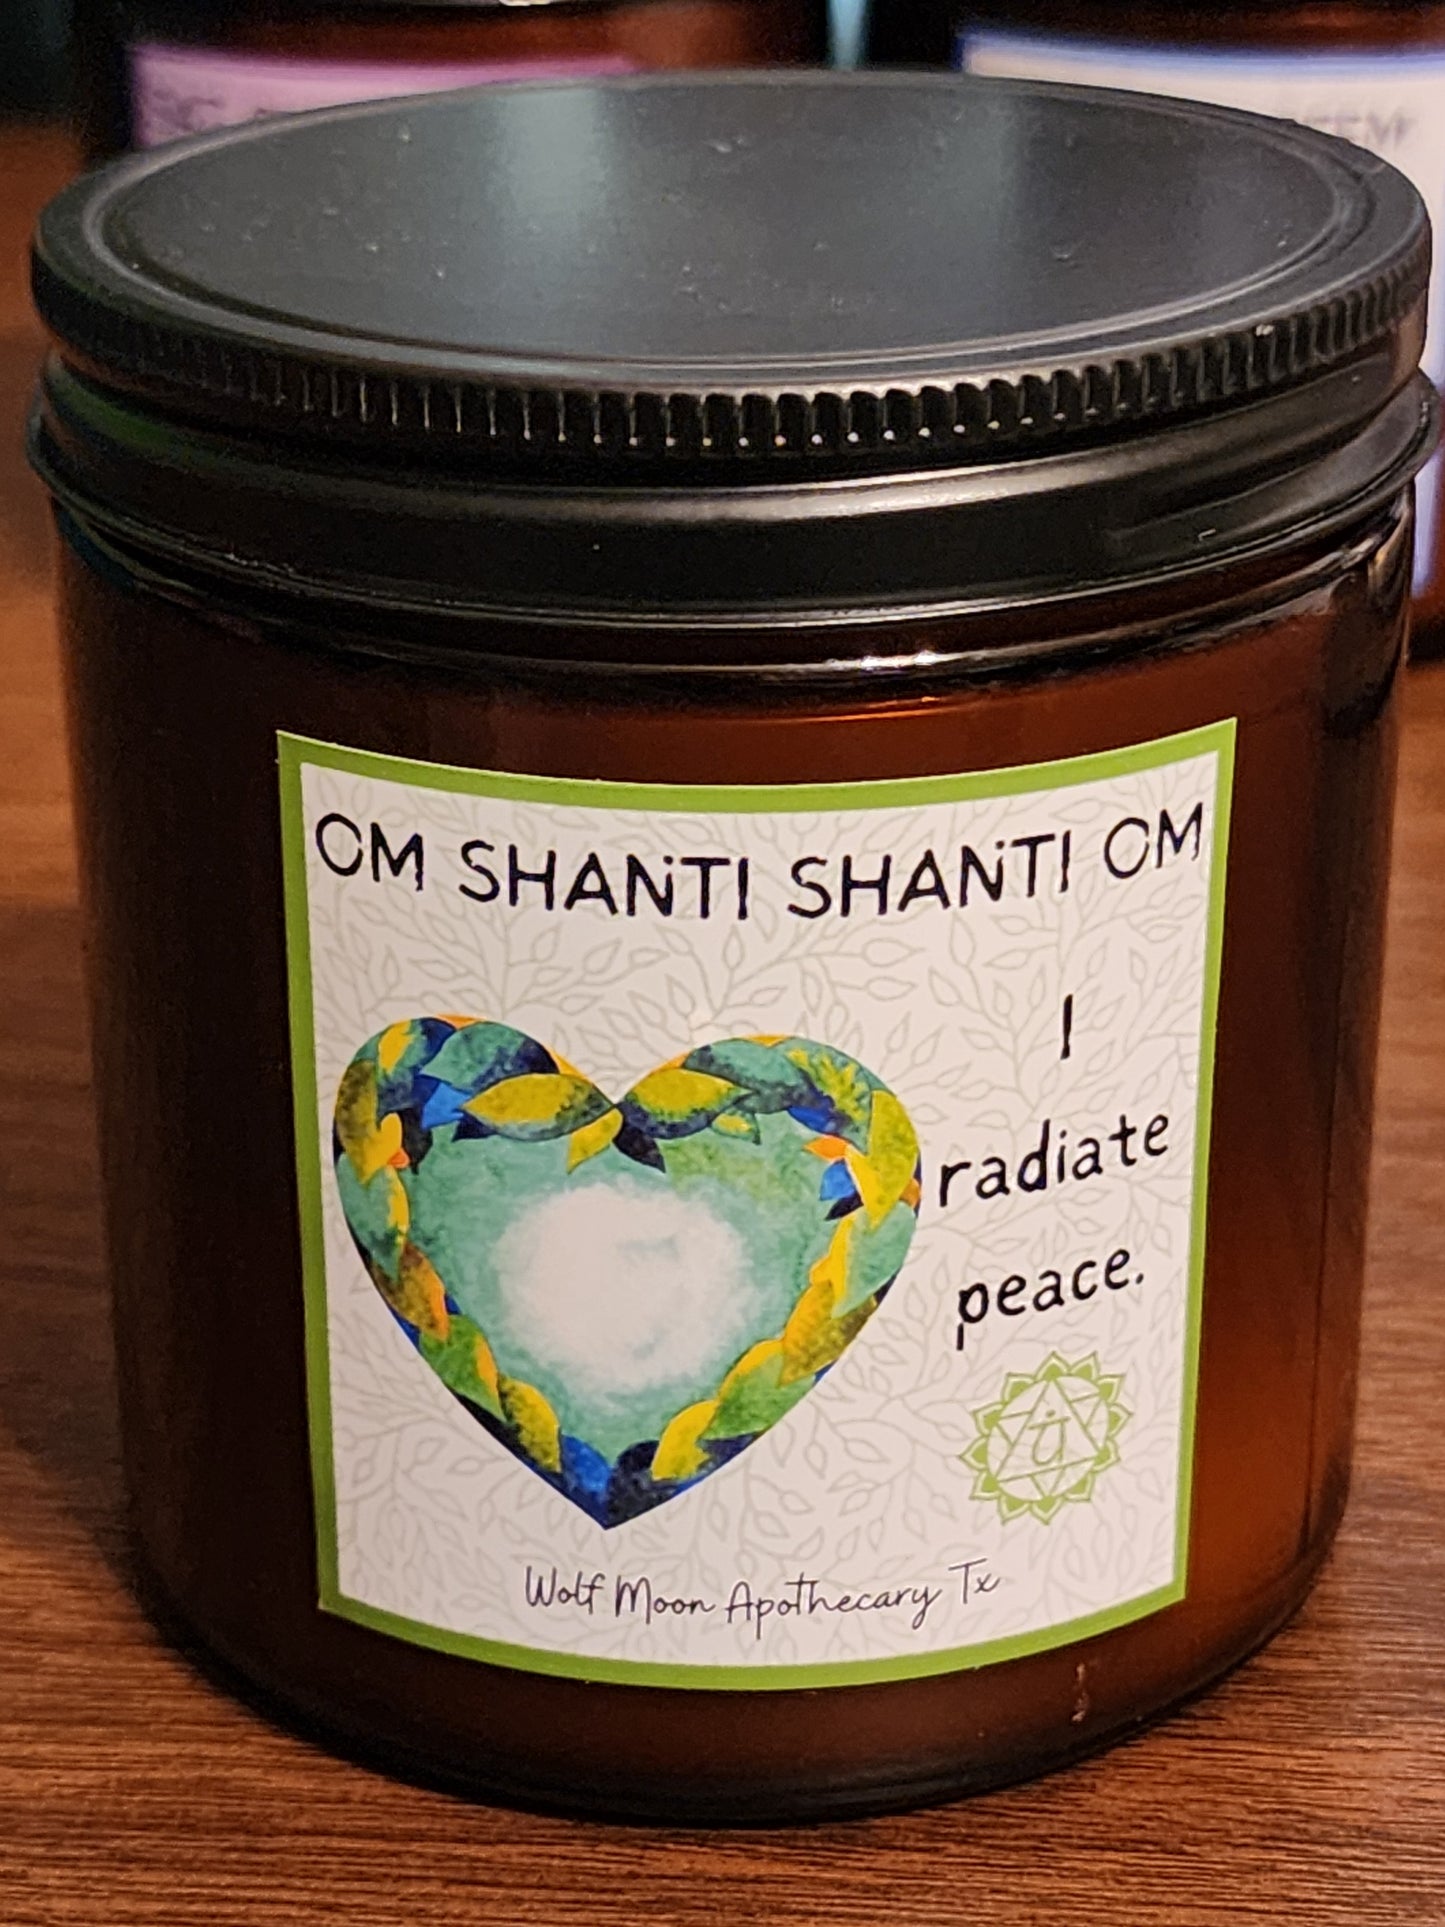 OM SHANTI SHANTI OM
I
radiate
peace.
Wolf Moon Apothecary Tx